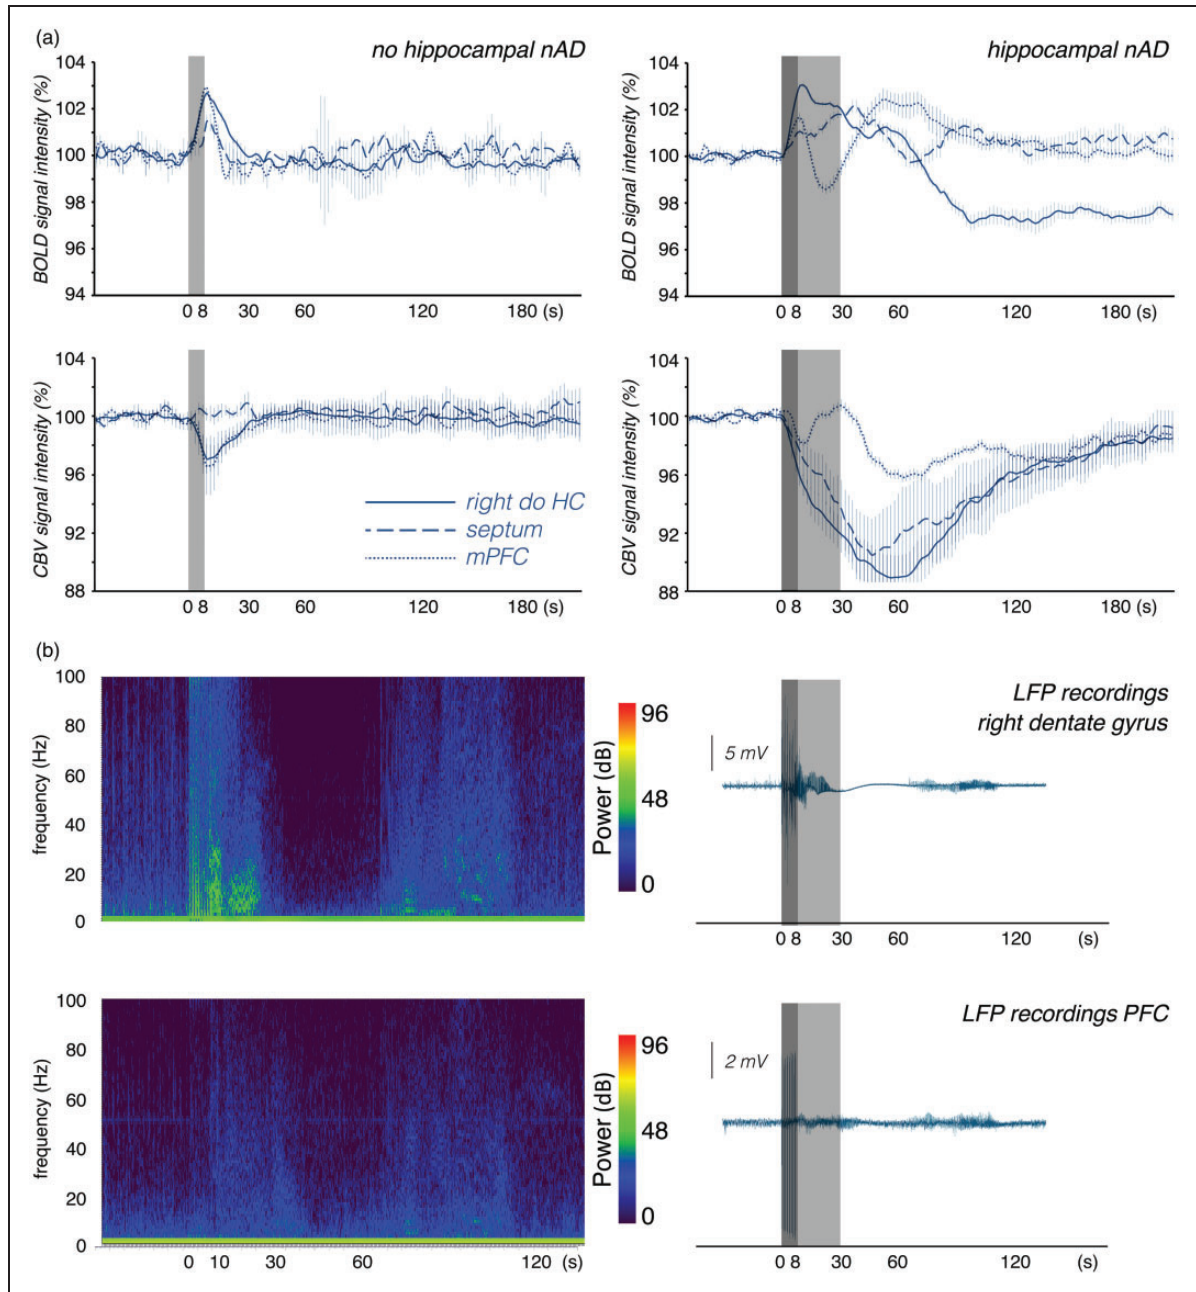 (a)
no hippocampal nAD
hippocampal nAD
BOLD signal intensity (%)
104
102
100
98
96
94
0 8 30 60 120 180 (s)
BOLD signal intensity (%)
104
102
100
98
96
94
0 8 30 60 120 180 (s)
CBV signal intensity (%)
104
100
96
92
88
right do HC
septum
mPFC
0 8 30 60 120 180 (s)
CBV signal intensity (%)
104
100
96
92
88
0 8 30 60 120 180 (s)
(b)
frequency (Hz)
100
80
60
40
20
0
Power (dB)
96
48
0
LFP recordings
right dentate gyrus
5 mV
0 8 30 60 120 (s)
frequency (Hz)
100
80
60
40
20
0
0 10 30 60 120 (s)
Power (dB)
96
48
0
LFP recordings PFC
2 mV
0 8 30 60 120 (s)